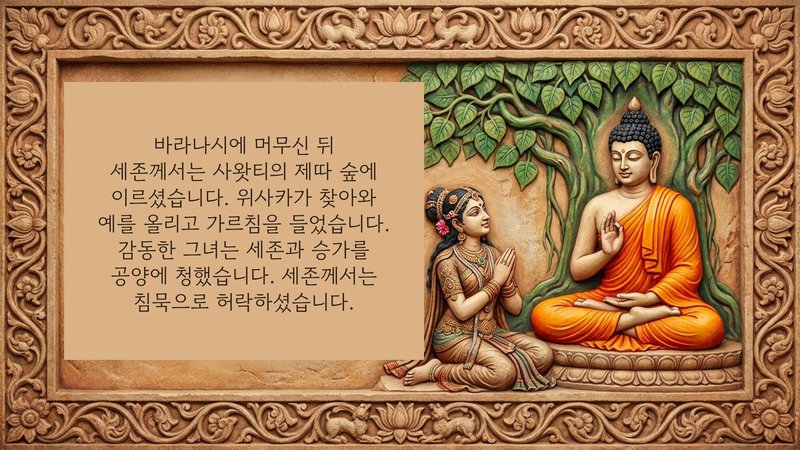 바라나시에 머무신 뒤
세존께서는 사왓티의 제따 숲에
이르셨습니다. 위사카가 찾아와
예를 올리고 가르침을 들었습니다.
감동한 그녀는 세존과 승가를
공양에 청했습니다. 세존께서는
침묵으로 허락하셨습니다.